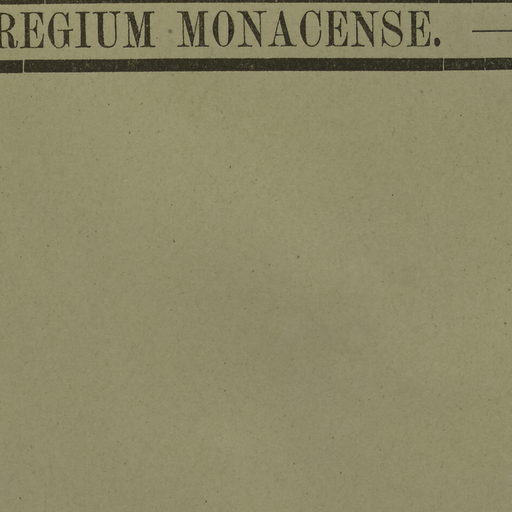 REGIUM MONACENSE. —